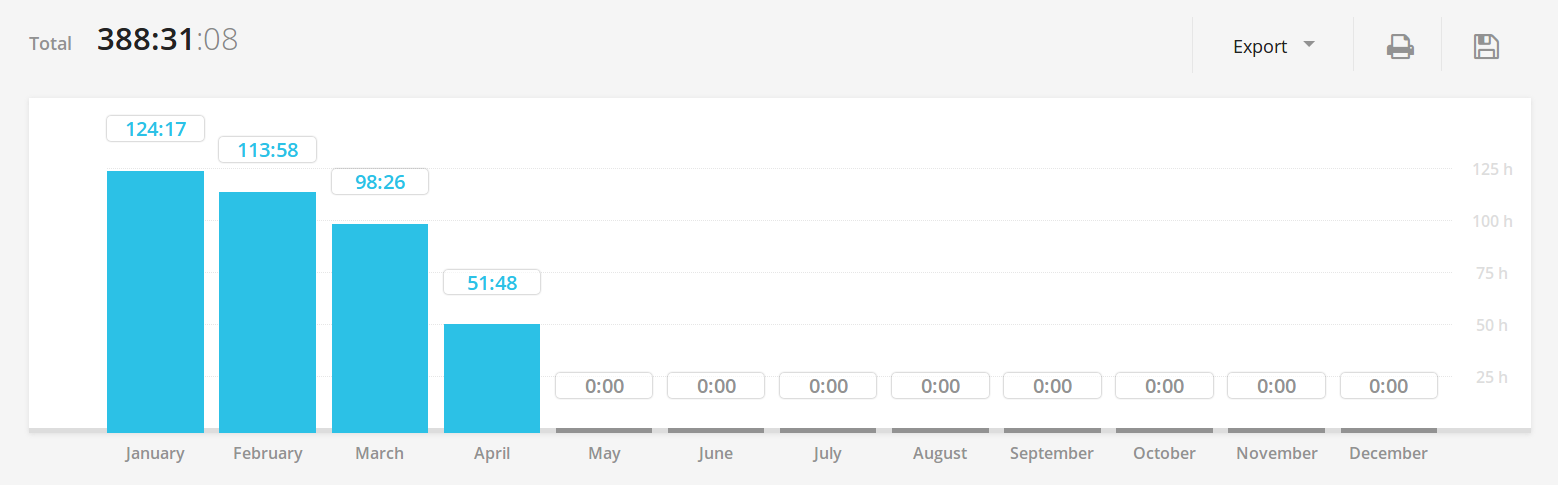 Total 388:31:08
Export
124:17
113:58
98:26
51:48
0:00 0:00 0:00 0:00 0:00 0:00 0:00 0:00
125 h
100 h
75 h
50 h
25 h
January February March April May June July August September October November December